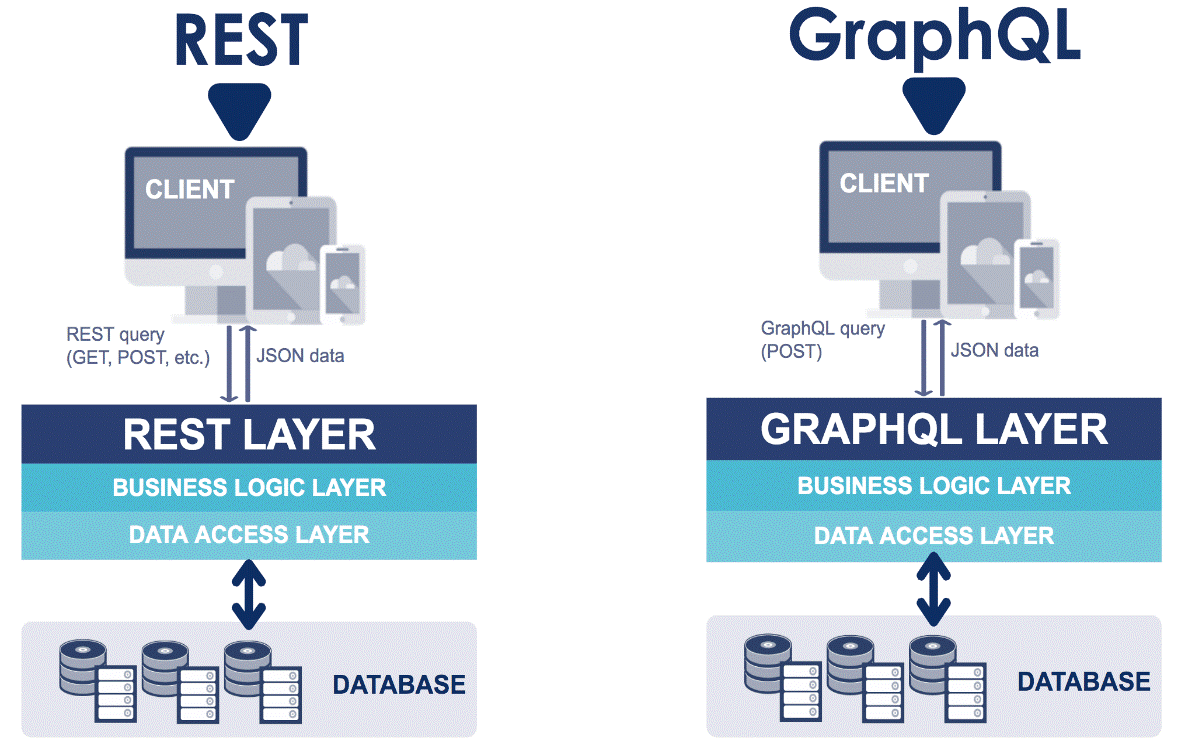 REST
CLIENT
REST query
(GET, POST, etc.)
JSON data
REST LAYER
BUSINESS LOGIC LAYER
DATA ACCESS LAYER
DATABASE
GraphQL
CLIENT
GraphQL query
(POST)
JSON data
GRAPHQL LAYER
BUSINESS LOGIC LAYER
DATA ACCESS LAYER
DATABASE